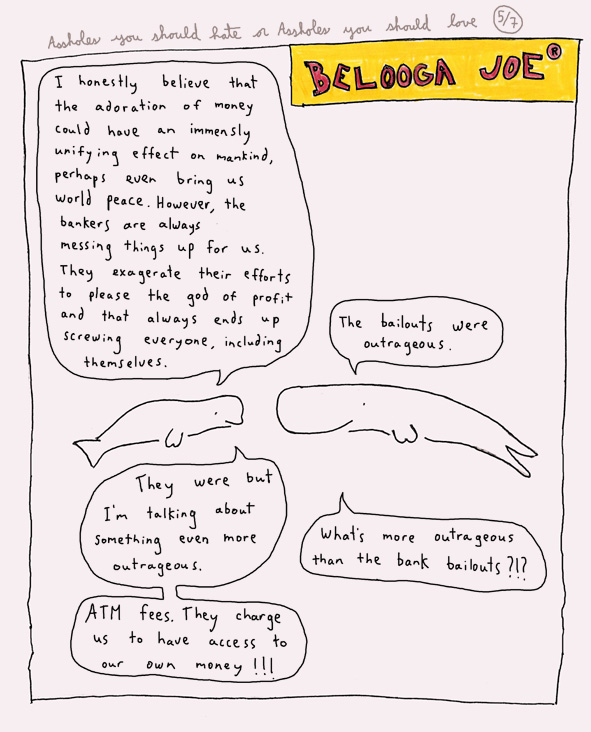 Assholes you should hate or Assholes you should love 5/7
BELOOGA JOE®
I honestly believe that
the adoration of money
could have an immensly
unifying effect on mankind,
perhaps even bring us
world peace. However, the
bankers are always
messing things up for us.
They exagerate their efforts
to please the god of profit
and that always ends up
screwing everyone, including
themselves.
The bailouts were
outrageous.
They were but
I'm talking about
something even more
outrageous.
What's more outrageous
than the bank bailouts?!?
ATM fees. They charge
us to have access to
our own money!!!